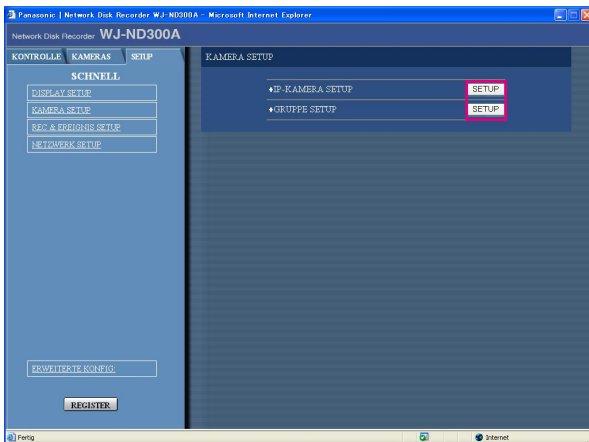 Panasonic | Network Disk Recorder WJ-ND300A - Microsoft Internet Explorer
Network Disk Recorder WJ-ND300A
KONTROLLE KAMERAS SETUP
SCHNELL
DISPLAY SETUP
KAMERA SETUP
REC & EREIGNIS SETUP
NETZWERK SETUP
ERWEITERTE KONFIG.
REGISTER
KAMERA SETUP
♦IP-KAMERA SETUP SETUP
♦GRUPPE SETUP SETUP
Fertig Internet